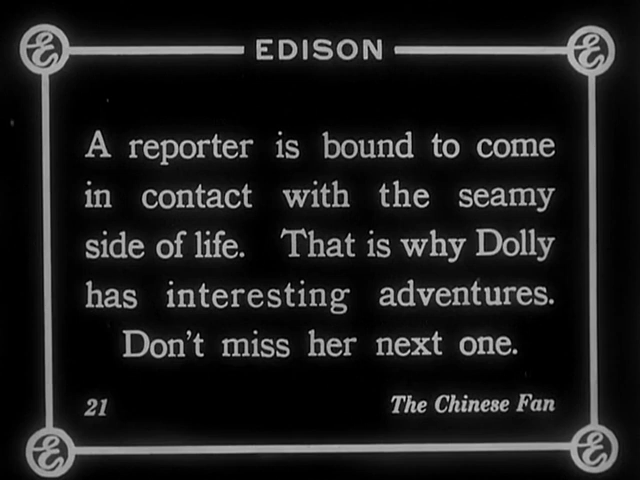 EDISON
A reporter is bound to come
in contact with the seamy
side of life. That is why Dolly
has interesting adventures.
Don't miss her next one.
21 The Chinese Fan